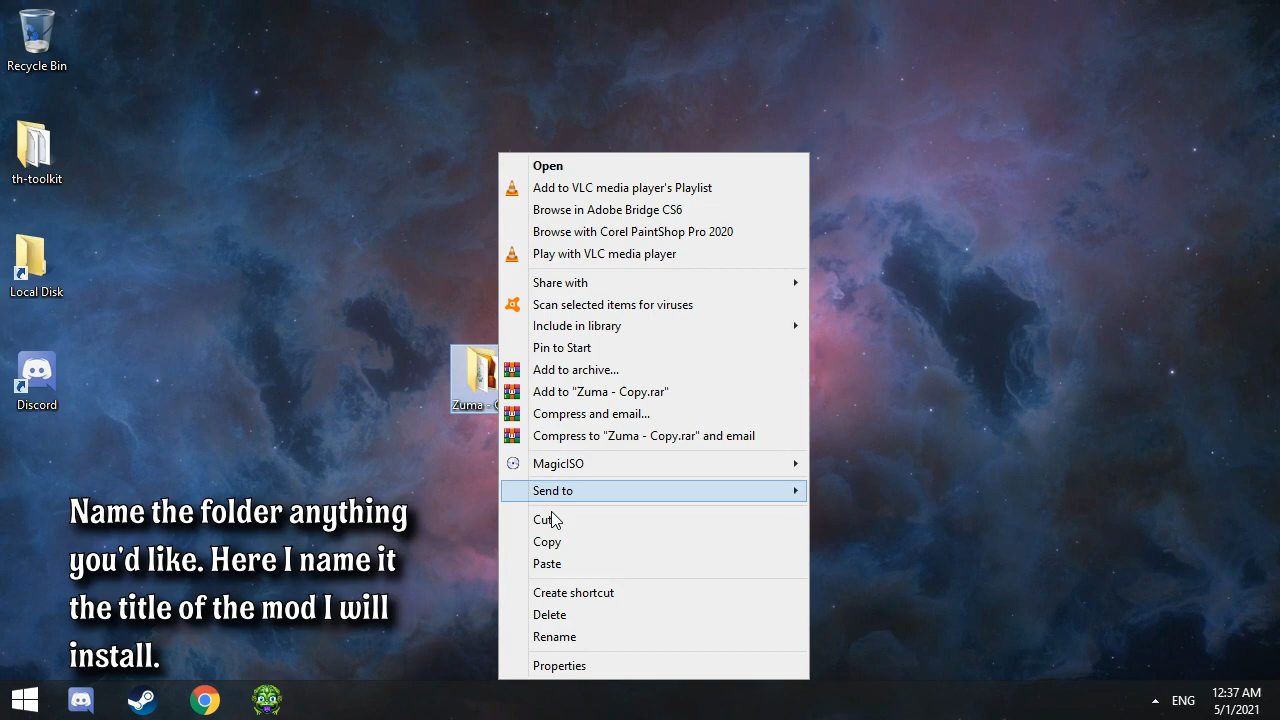 Recycle Bin
th-toolkit
Local Disk
Discord
Zuma - C
Open
Add to VLC media player's Playlist
Browse in Adobe Bridge CS6
Browse with Corel PaintShop Pro 2020
Play with VLC media player
Share with
Scan selected items for viruses
Include in library
Pin to Start
Add to archive...
Add to "Zuma - Copy.rar"
Compress and email...
Compress to "Zuma - Copy.rar" and email
MagicISO
Send to
Cut
Copy
Paste
Create shortcut
Delete
Rename
Properties
Name the folder anything
you'd like. Here I name it
the title of the mod I will
install.
ENG
12:37 AM
5/1/2021